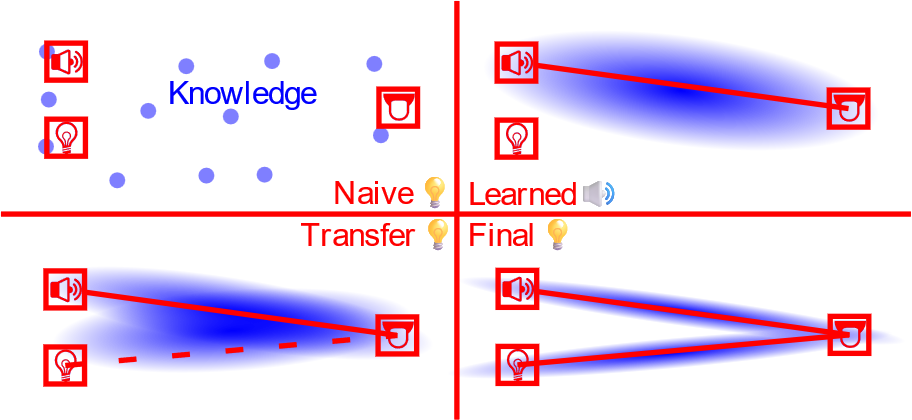 Knowledge
Naive
Learned
Transfer
Final